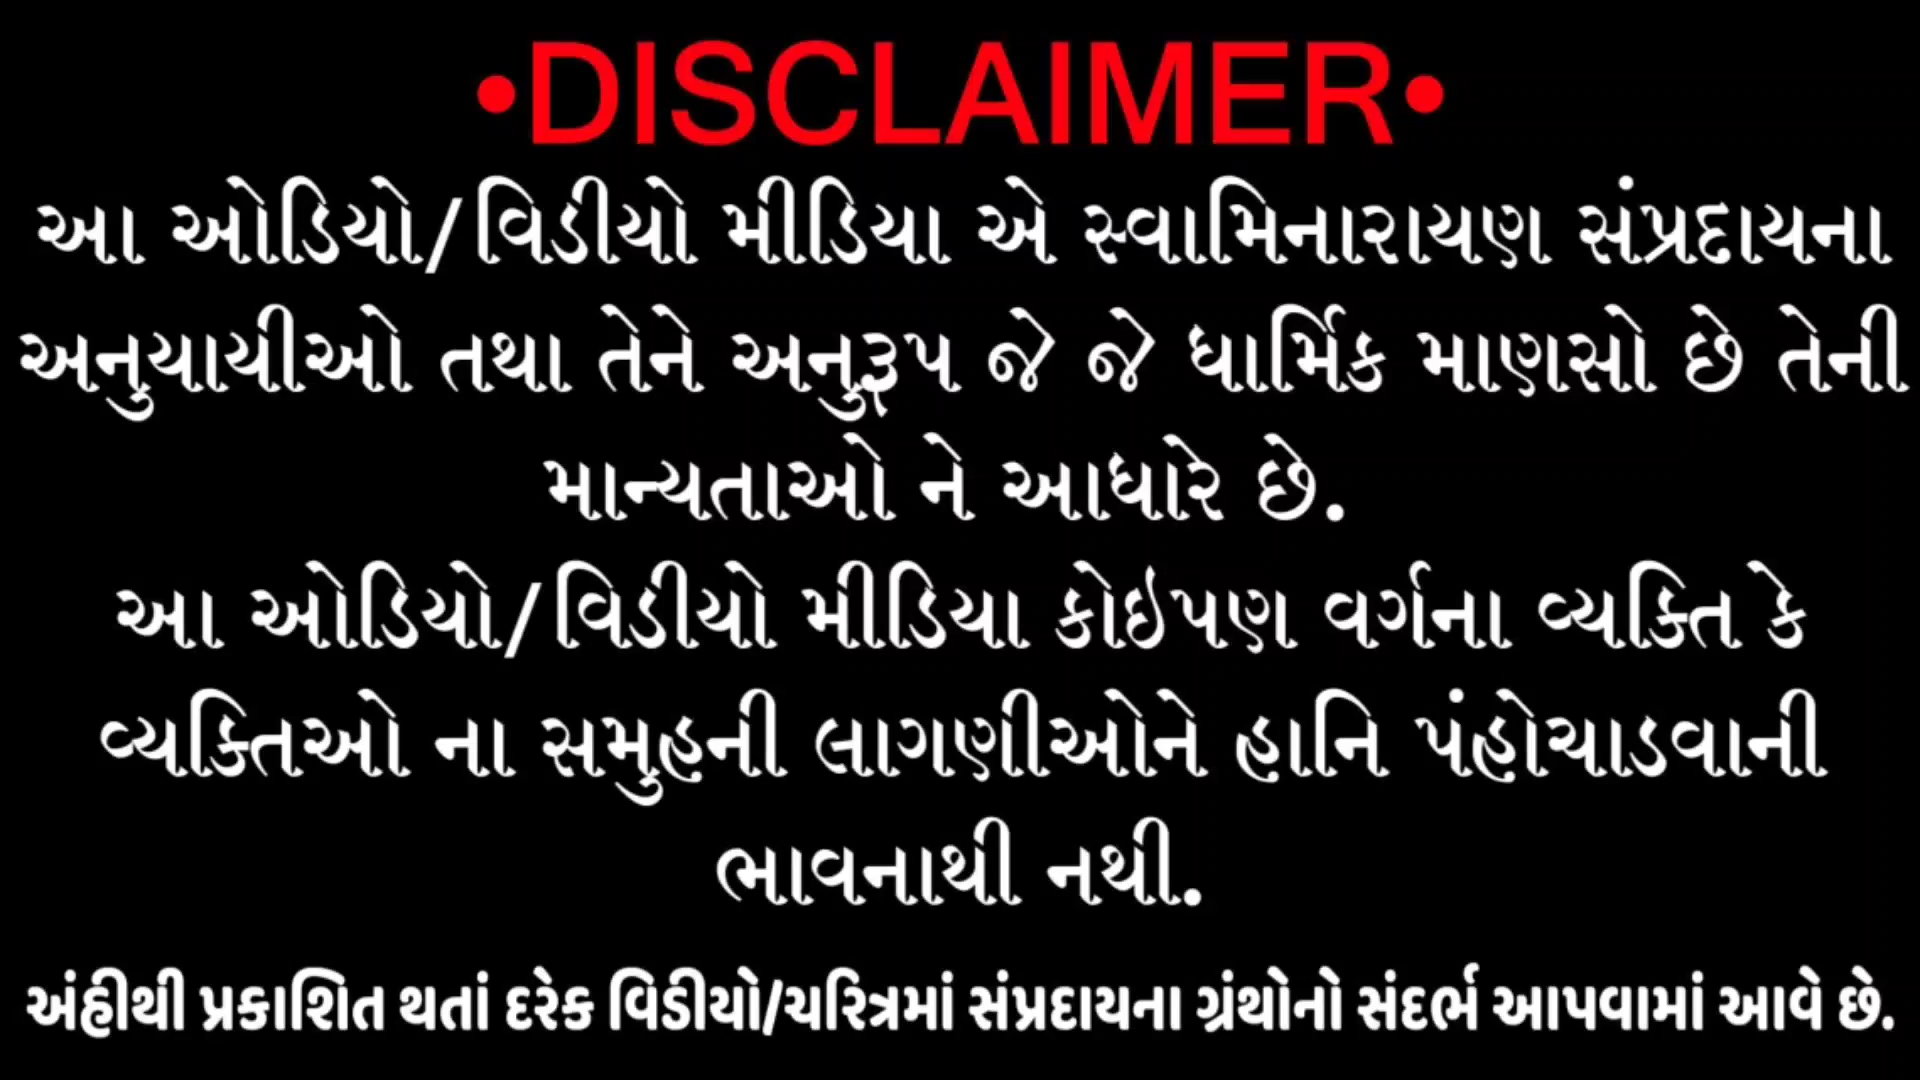 •DISCLAIMER•
આ ઓડિયો/વિડીયો મીડિયા એ સ્વામિનારાયણ સંપ્રદાયના
અનુયાયીઓ તથા તેને અનુરૂપ જે જે ધાર્મિક માણસો છે તેની
માન્યતાઓ ને આધારે છે.
આ ઓડિયો/વિડીયો મીડિયા કોઇપણ વર્ગના વ્યક્તિ કે
વ્યક્તિઓ ના સમુહની લાગણીઓને હાનિ પંહોચાડવાની
ભાવનાથી નથી.
અંહીથી પ્રકાશિત થતાં દરેક વિડીયો/ચરિત્રમાં સંપ્રદાયના ગ્રંથોનો સંદર્ભ આપવામાં આવે છે.